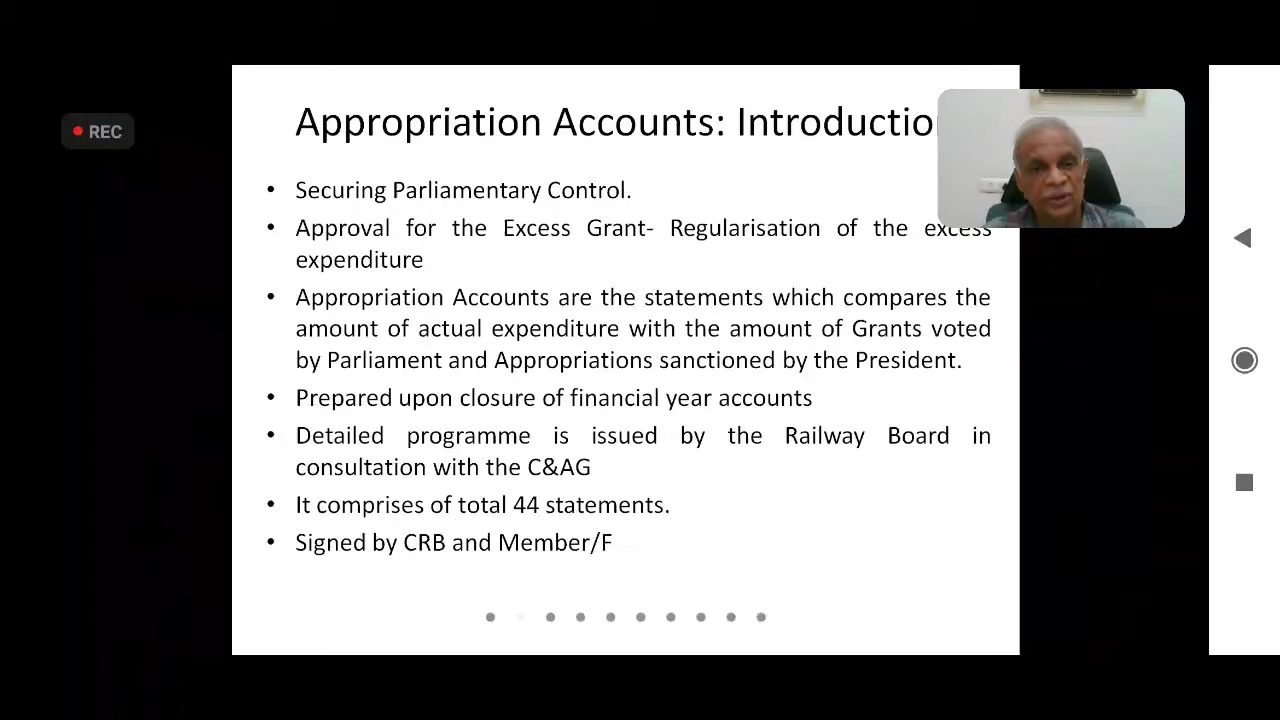 REC
Appropriation Accounts: Introductio
• Securing Parliamentary Control.
• Approval for the Excess Grant- Regularisation of the excess
expenditure
• Appropriation Accounts are the statements which compares the
amount of actual expenditure with the amount of Grants voted
by Parliament and Appropriations sanctioned by the President.
• Prepared upon closure of financial year accounts
• Detailed programme is issued by the Railway Board in
consultation with the C&AG
• It comprises of total 44 statements.
• Signed by CRB and Member/F